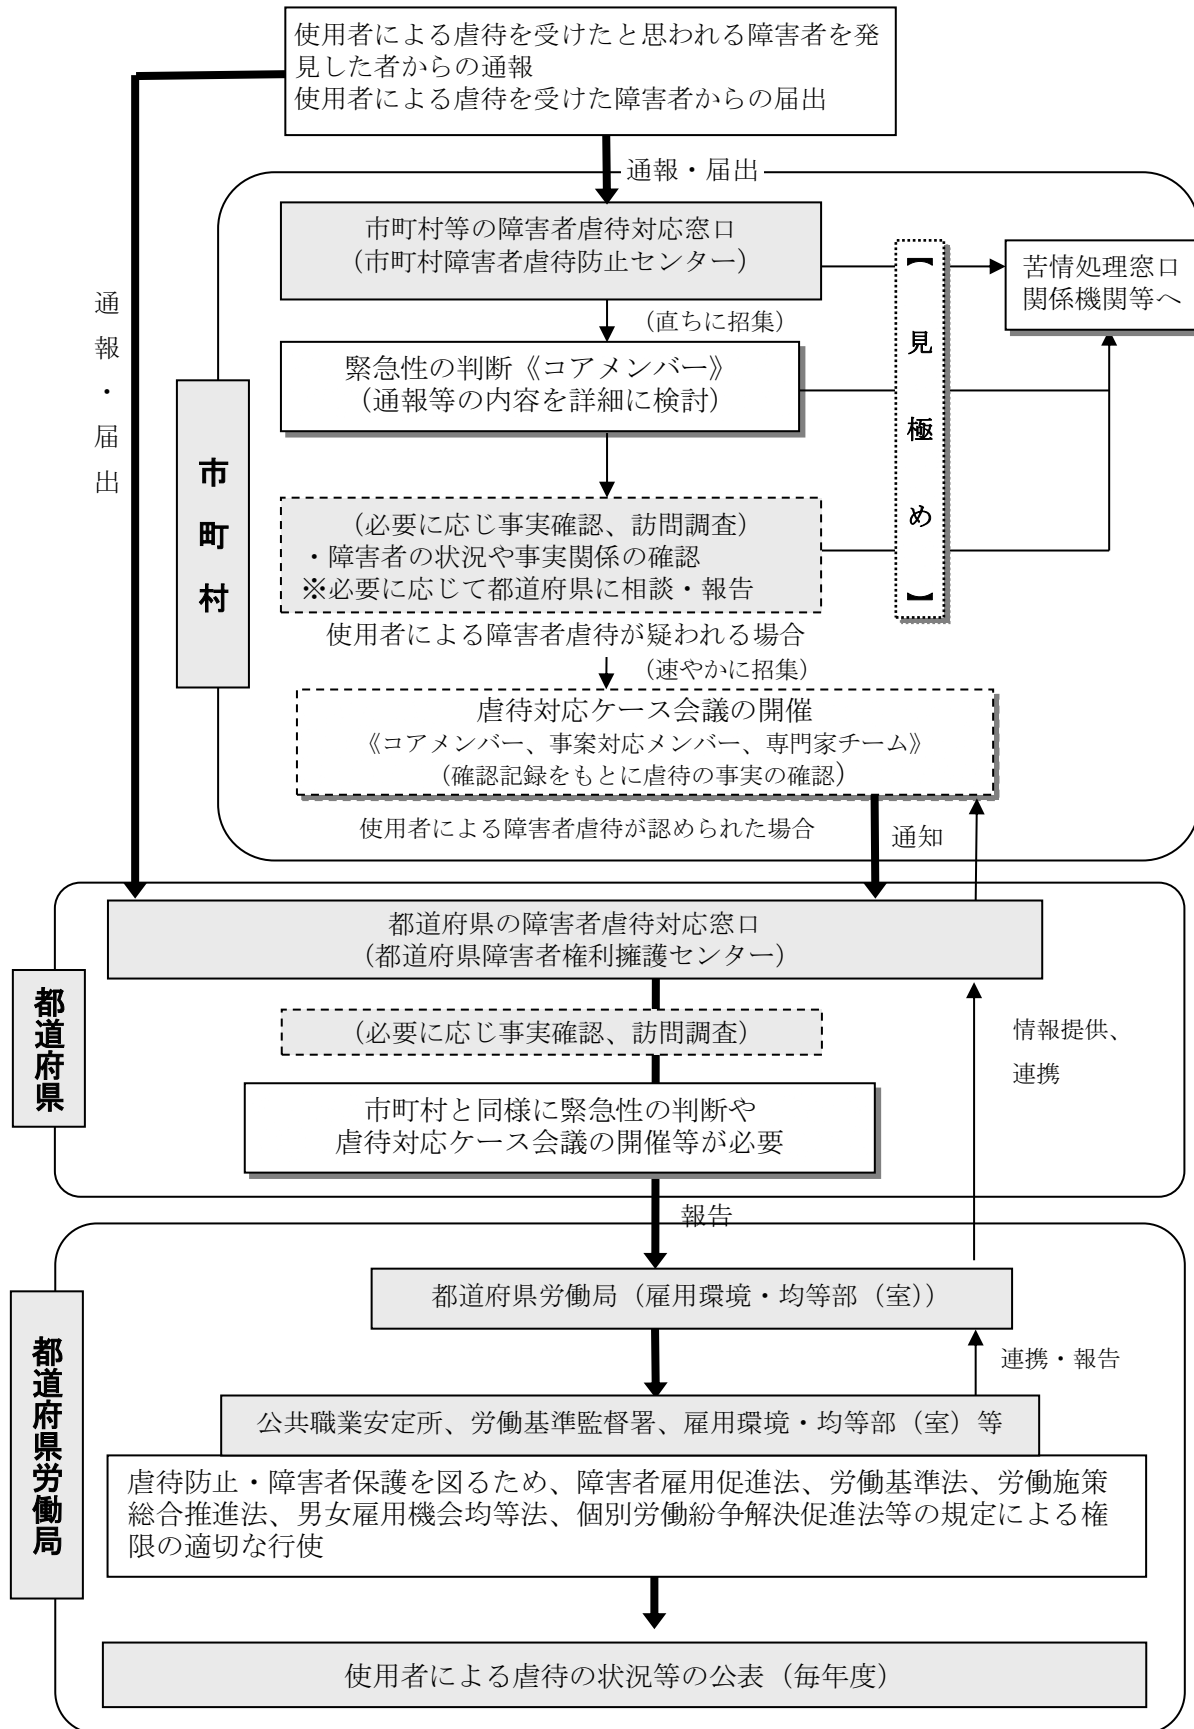 使用者による虐待を受けたと思われる障害者を発
見した者からの通報
使用者による虐待を受けた障害者からの届出
通報・届出
通報・届出
市町村
市町村等の障害者虐待対応窓口
(市町村障害者虐待防止センター)
(直ちに招集)
緊急性の判断《コアメンバー》
(通報等の内容を詳細に検討)
【見極め】
苦情処理窓口
関係機関等へ
(必要に応じ事実確認、訪問調査)
・障害者の状況や事実関係の確認
※必要に応じて都道府県に相談・報告
使用者による障害者虐待が疑われる場合
(速やかに招集)
虐待対応ケース会議の開催
《コアメンバー、事案対応メンバー、専門家チーム》
(確認記録をもとに虐待の事実の確認)
使用者による障害者虐待が認められた場合
通知
都道府県
都道府県の障害者虐待対応窓口
(都道府県障害者権利擁護センター)
(必要に応じ事実確認、訪問調査)
情報提供、
連携
市町村と同様に緊急性の判断や
虐待対応ケース会議の開催等が必要
報告
都道府県労働局
都道府県労働局(雇用環境・均等部(室))
連携・報告
公共職業安定所、労働基準監督署、雇用環境・均等部(室)等
虐待防止・障害者保護を図るため、障害者雇用促進法、労働基準法、労働施策
総合推進法、男女雇用機会均等法、個別労働紛争解決促進法等の規定による権
限の適切な行使
使用者による虐待の状況等の公表(毎年度)